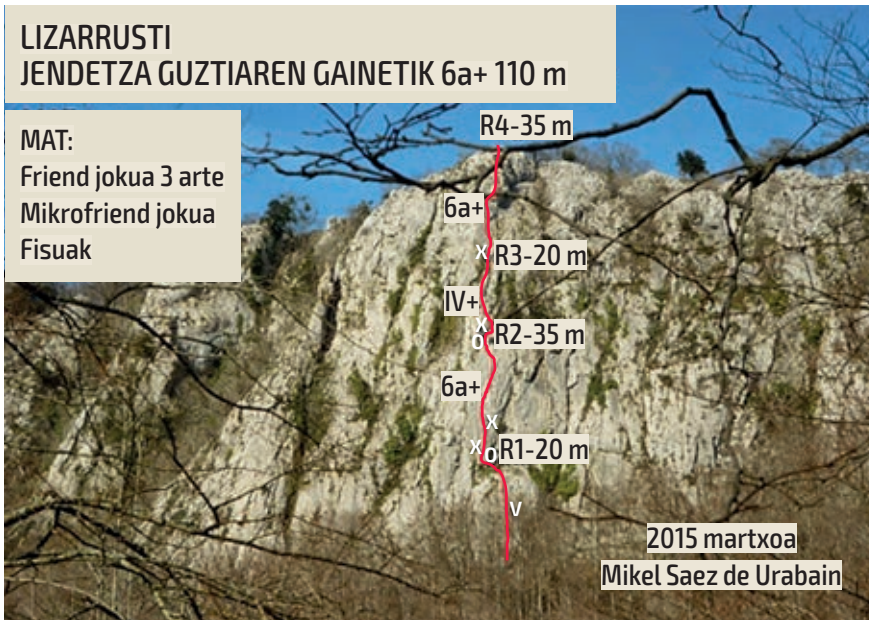 LIZARRUSTI
JENDETZA GUZTIAREN GAINETIK 6a+ 110 m
MAT:
Friend jokua 3 arte
Mikrofriend jokua
Fisuak
R4-35 m
6a+
X R3-20 m
IV+
X
O R2-35 m
6a+
X
X O R1-20 m
V
2015 martxoa
Mikel Saez de Urabain